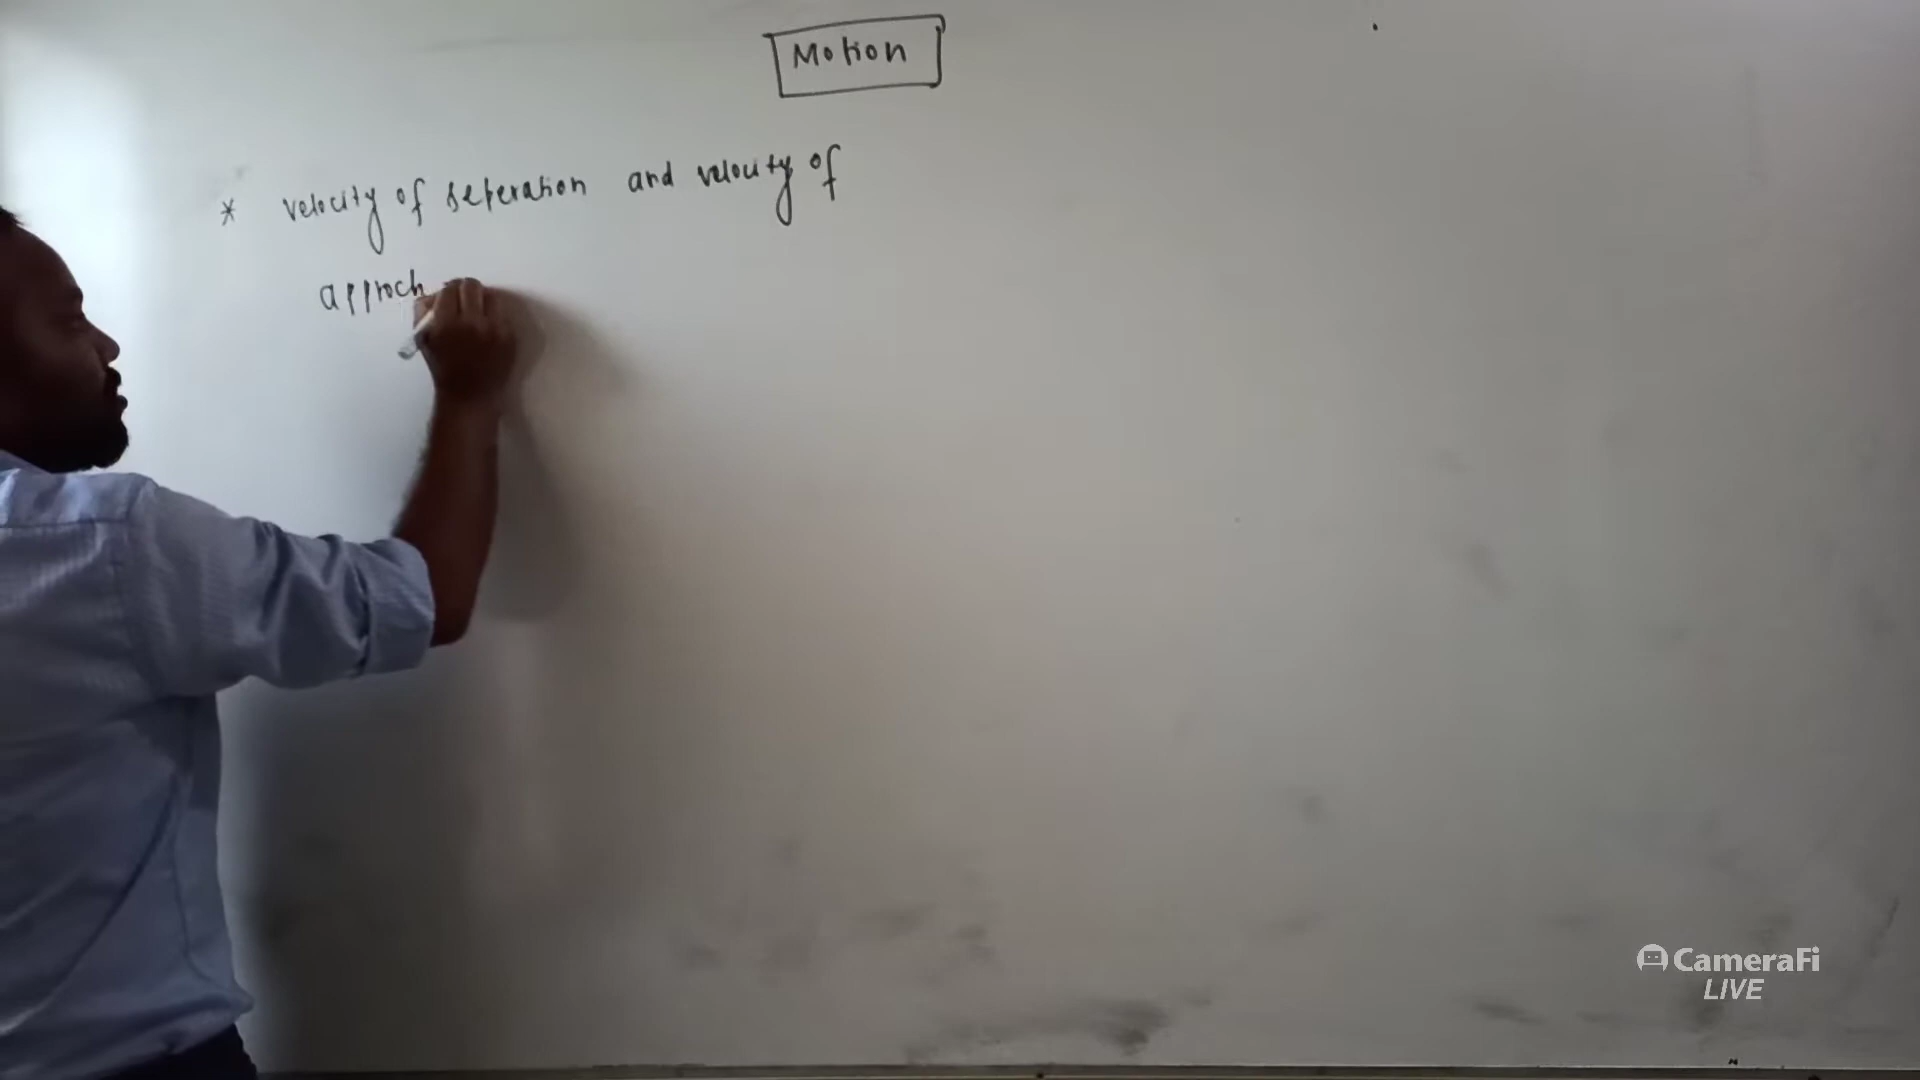 Motion
* velocity of seperation and velocity of
approch
CameraFi
LIVE